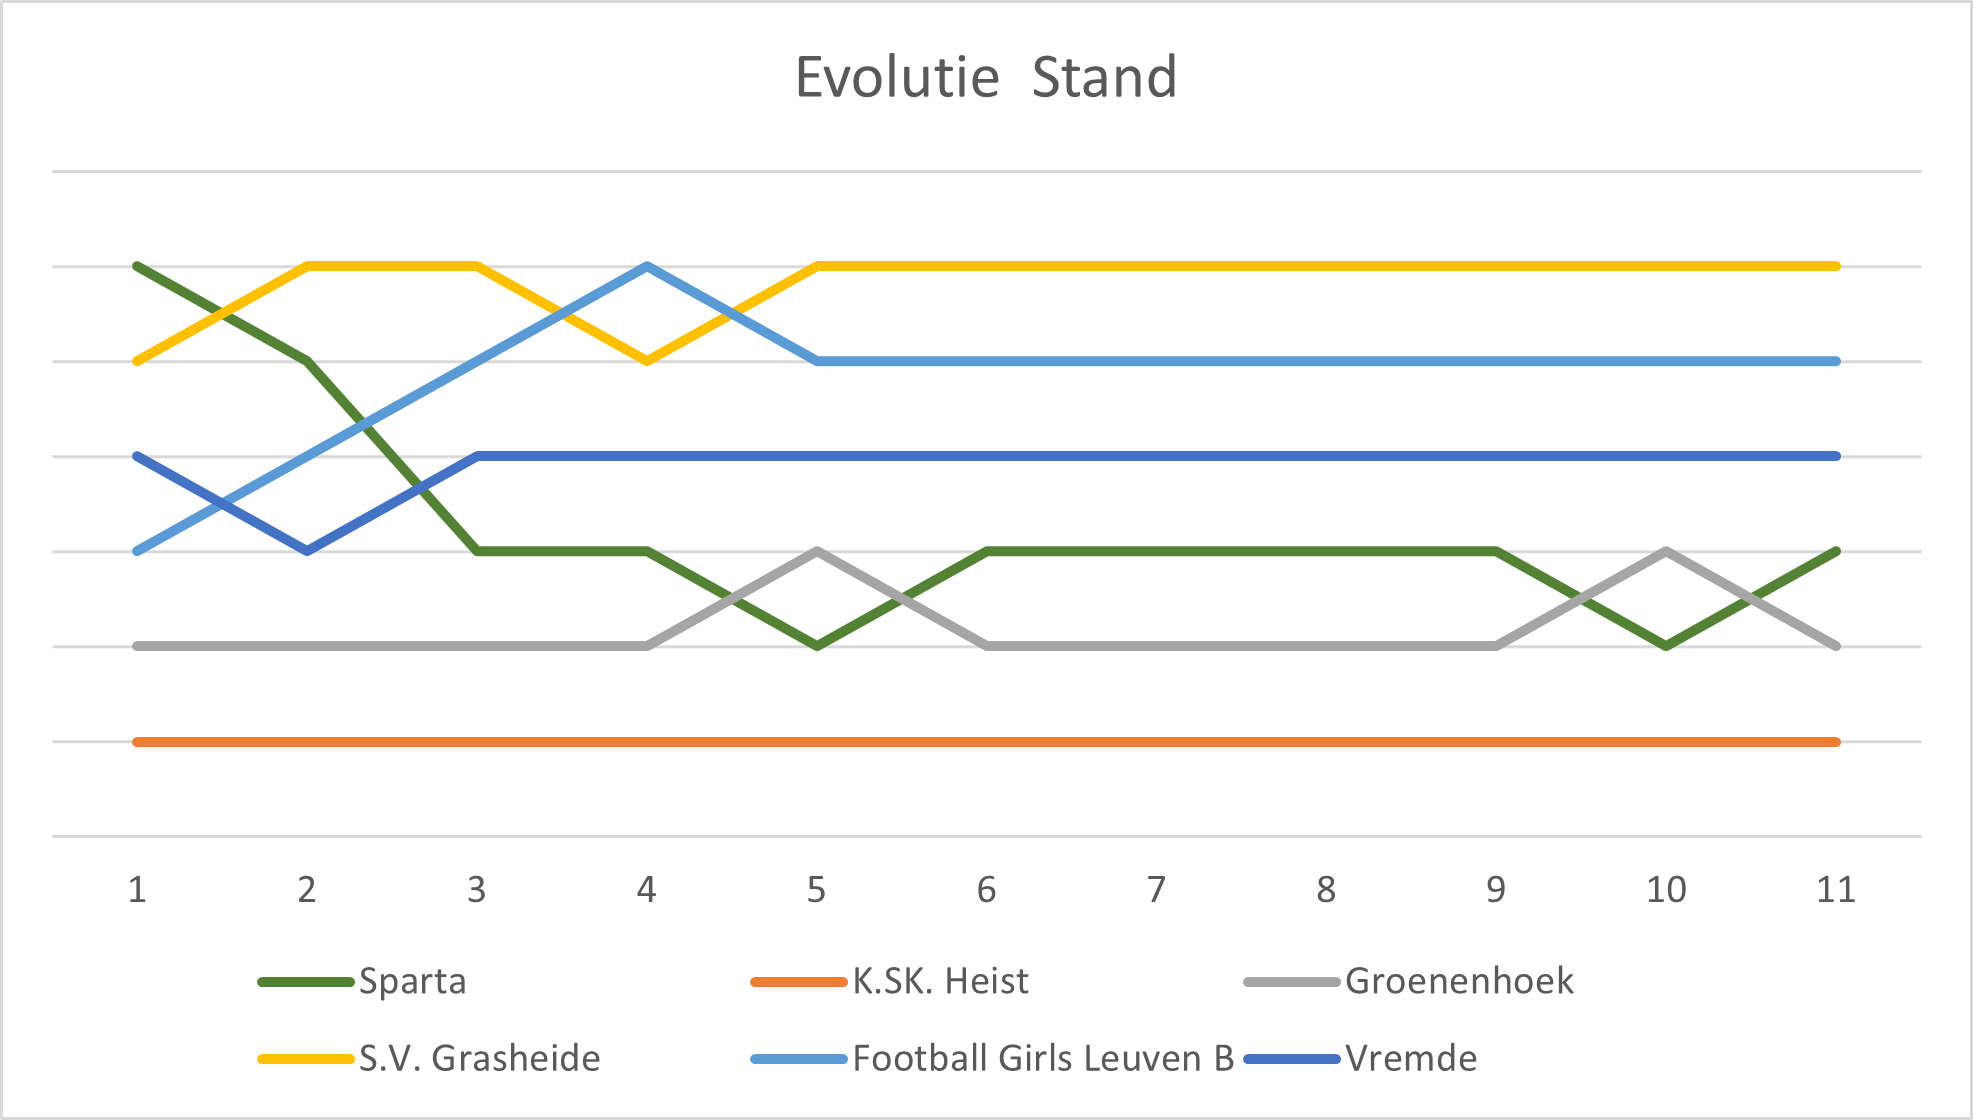 Evolutie Stand
1 2 3 4 5 6 7 8 9 10 11
Sparta K.SK. Heist Groenenhoek
S.V. Grasheide Football Girls Leuven B Vremde